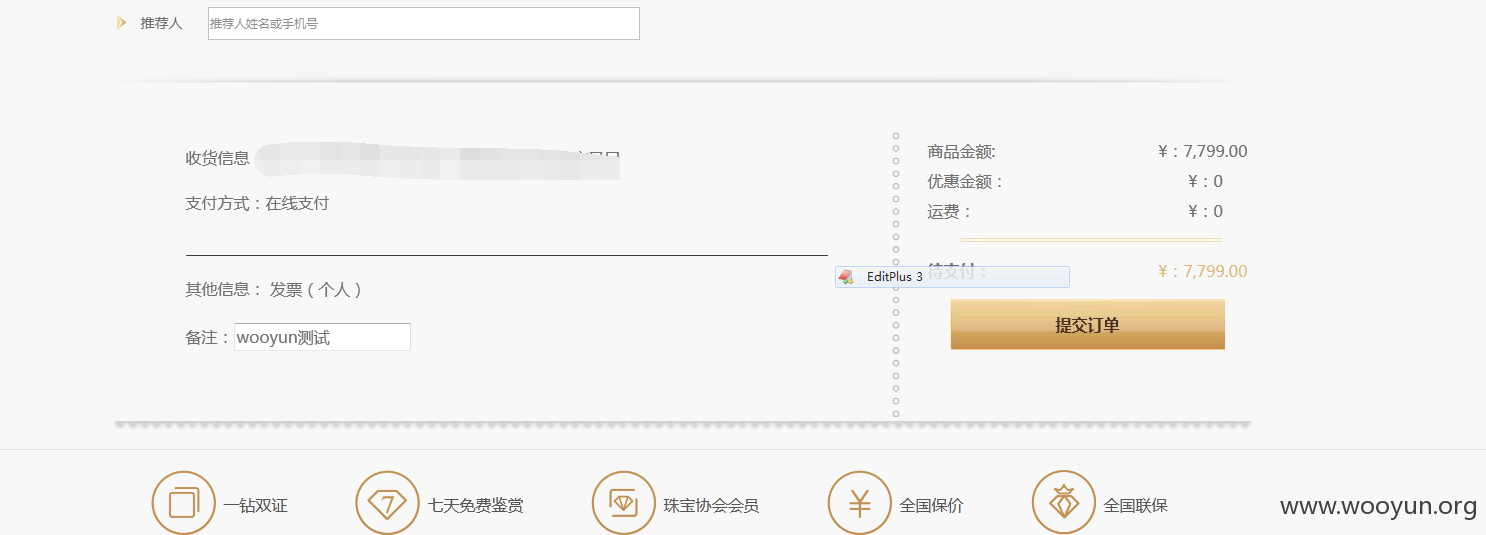 推荐人 推荐人姓名或手机号
收货信息
支付方式：在线支付
其他信息： 发票（个人）
备注：wooyun测试
商品金额: ¥：7,799.00
优惠金额： ¥：0
运费： ¥：0
待支付： ¥：7,799.00
EditPlus 3
提交订单
一钻双证 七天免费鉴赏 珠宝协会会员 全国保价 全国联保
www.wooyun.org